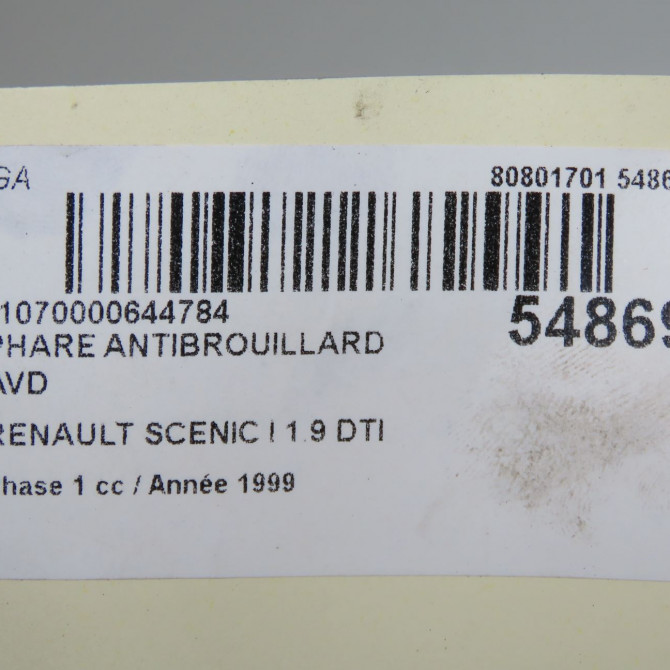 GA 80801701 5486
1070000644784 54869
PHARE ANTIBROUILLARD
AVD
RENAULT SCENIC I 1.9 DTI
hase 1 cc / Année 1999